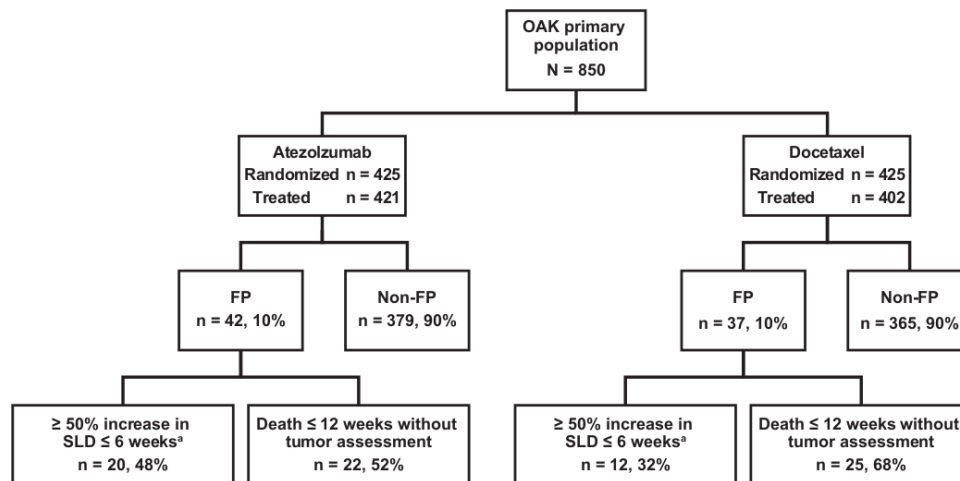 OAK primary
population
N = 850
Atezolzumab
Randomized n = 425
Treated n = 421
Docetaxel
Randomized n = 425
Treated n = 402
FP
n = 42, 10%
Non-FP
n = 379, 90%
FP
n = 37, 10%
Non-FP
n = 365, 90%
≥ 50% increase in
SLD ≤ 6 weeksª
n = 20, 48%
Death ≤ 12 weeks without
tumor assessment
n = 22, 52%
≥ 50% increase in
SLD ≤ 6 weeksª
n = 12, 32%
Death ≤ 12 weeks without
tumor assessment
n = 25, 68%